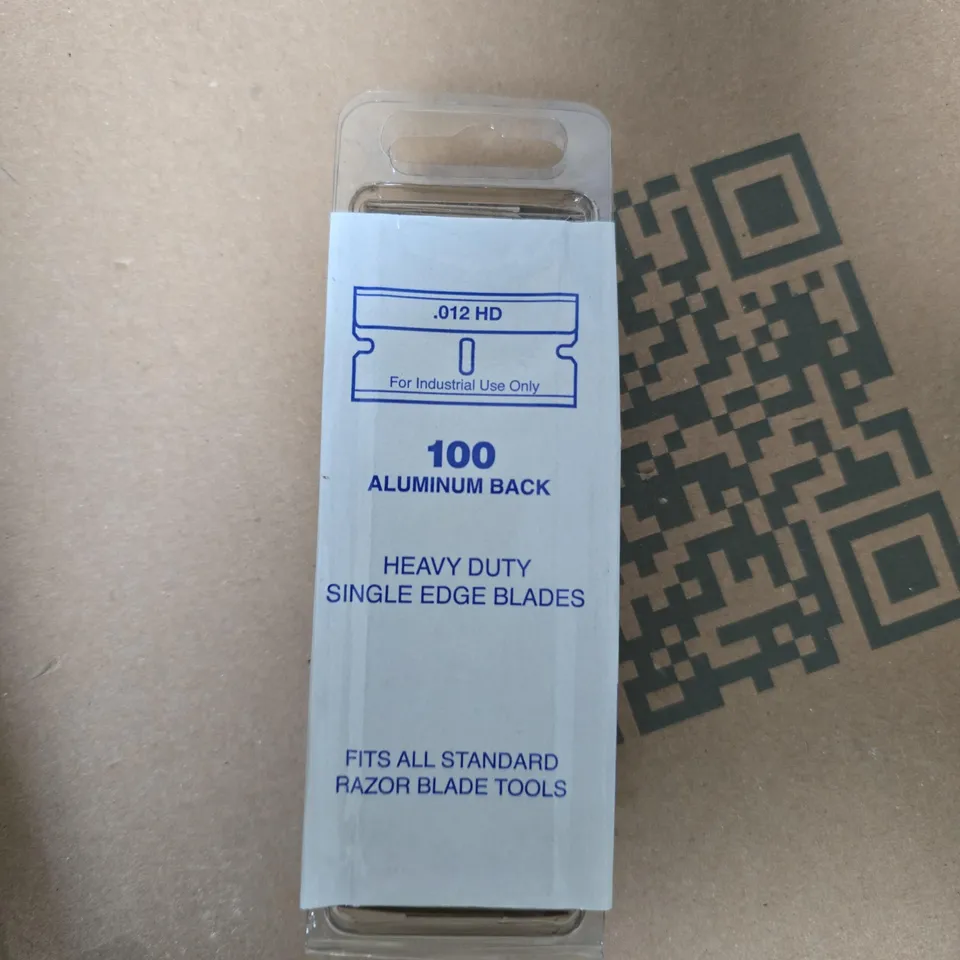 .012 HD
For Industrial Use Only
100
ALUMINUM BACK
HEAVY DUTY
SINGLE EDGE BLADES
FITS ALL STANDARD
RAZOR BLADE TOOLS